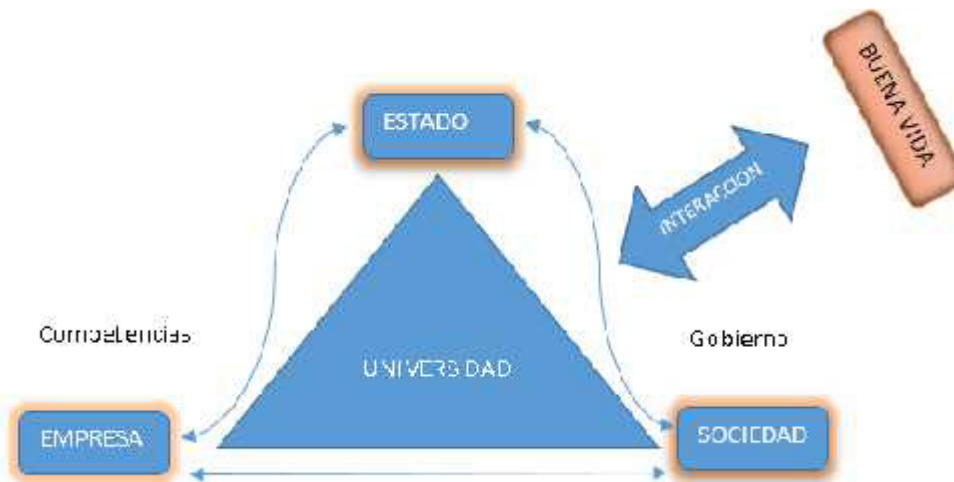 BUENA VIDA
ESTADO
INTERACCION
Competencias
Gobierno
UNIVERSIDAD
EMPRESA
SOCIEDAD